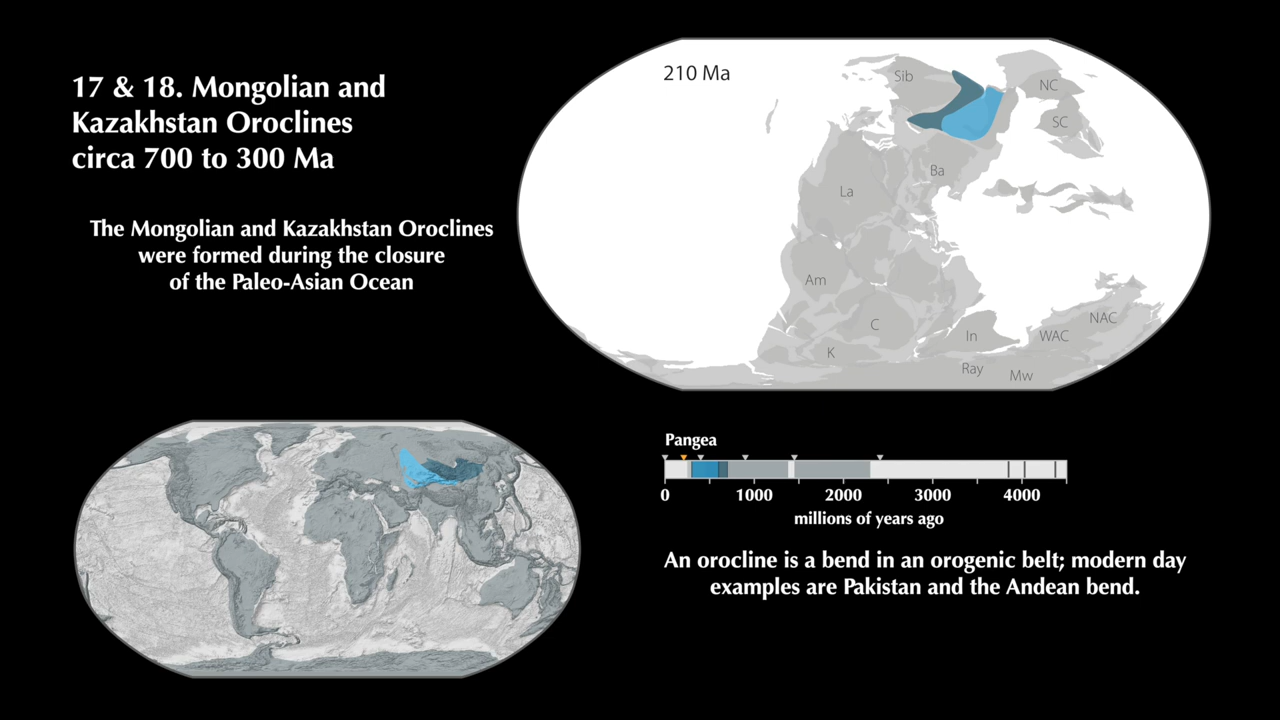 17 & 18. Mongolian and
Kazakhstan Oroclines
circa 700 to 300 Ma
The Mongolian and Kazakhstan Oroclines
were formed during the closure
of the Paleo-Asian Ocean
210 Ma
Sib
NC
SC
Ba
La
Am
C
K
In
WAC
NAC
Ray
Mw
Pangea
0 1000 2000 3000 4000
millions of years ago
An orocline is a bend in an orogenic belt; modern day
examples are Pakistan and the Andean bend.